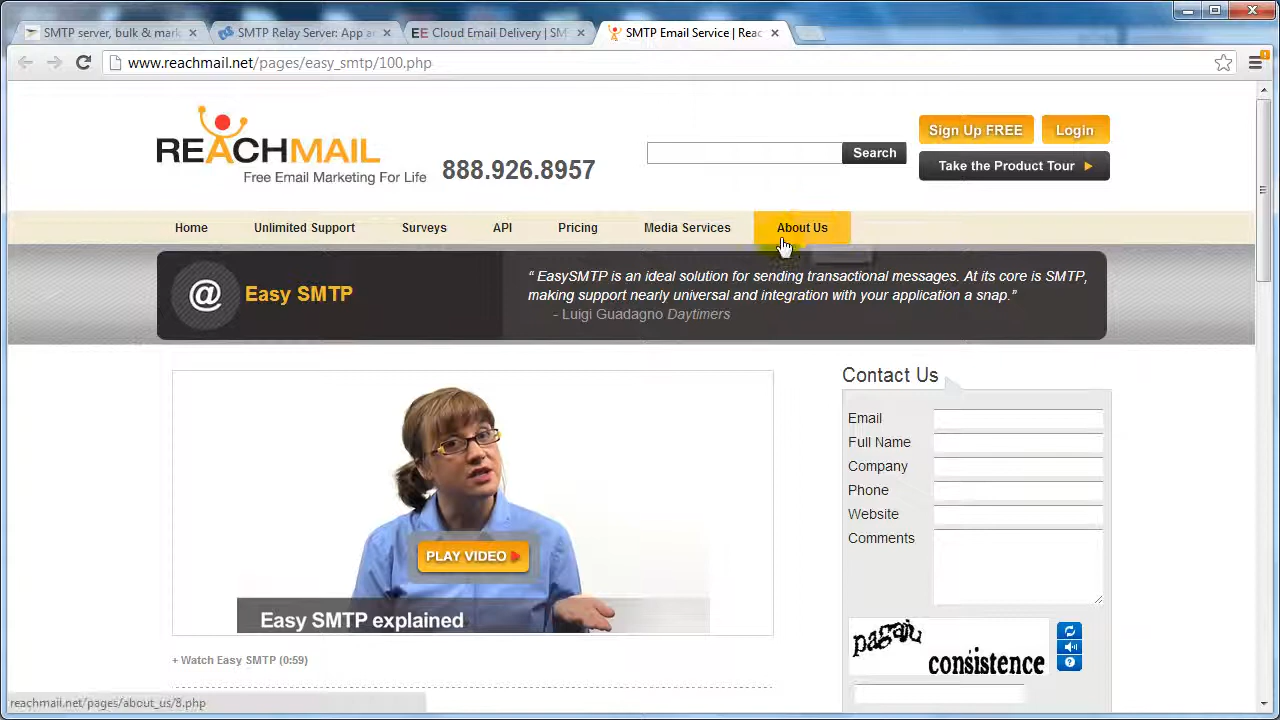 SMTP server, bulk & mark
SMTP Relay Server: App a
EE Cloud Email Delivery | SM
SMTP Email Service | Reac
www.reachmail.net/pages/easy_smtp/100.php
REACHMAIL
Free Email Marketing For Life
888.926.8957
Search
Sign Up FREE
Login
Take the Product Tour
Home
Unlimited Support
Surveys
API
Pricing
Media Services
About Us
@
Easy SMTP
“ EasySMTP is an ideal solution for sending transactional messages. At its core is SMTP,
making support nearly universal and integration with your application a snap.”
- Luigi Guadagno Daytimers
PLAY VIDEO
Easy SMTP explained
+ Watch Easy SMTP (0:59)
Contact Us
Email
Full Name
Company
Phone
Website
Comments
consistence
reachmail.net/pages/about_us/8.php